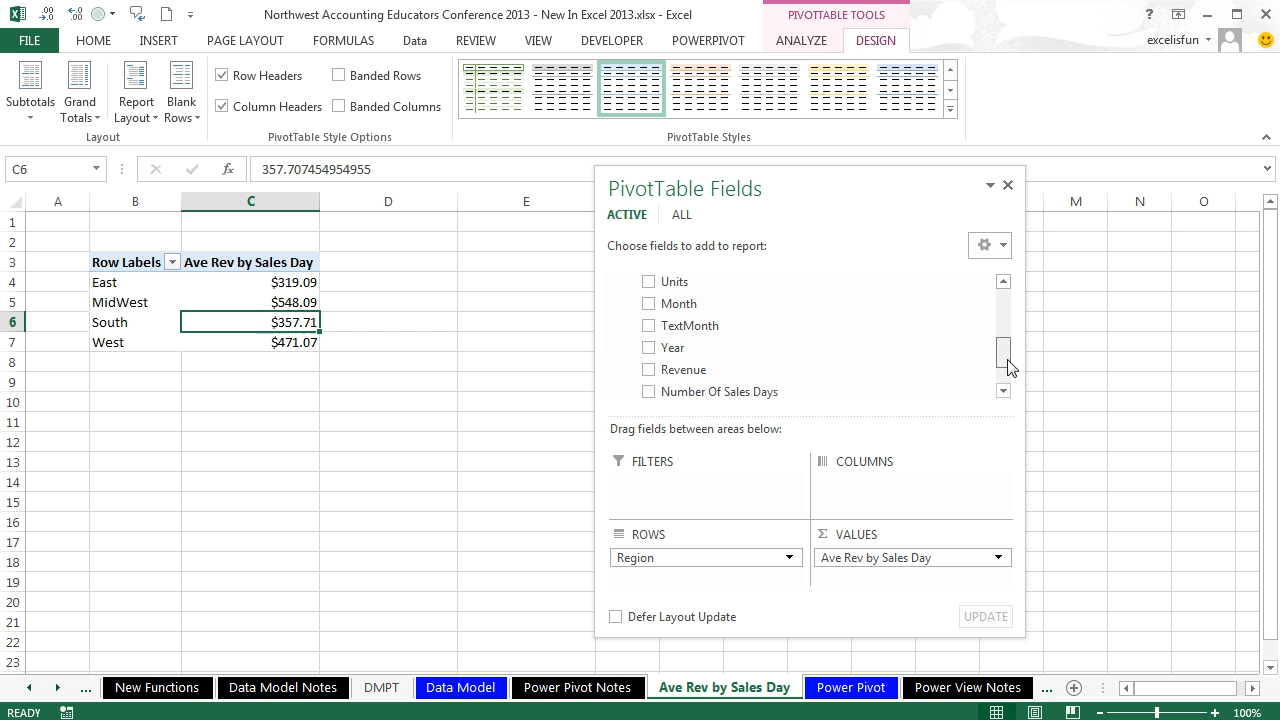 Northwest Accounting Educators Conference 2013 - New In Excel 2013.xlsx - Excel
PIVOTTABLE TOOLS
FILE HOME INSERT PAGE LAYOUT FORMULAS Data REVIEW VIEW DEVELOPER POWERPIVOT ANALYZE DESIGN excelisfun
Subtotals
Grand Totals
Report Layout
Blank Rows
Row Headers
Banded Rows
Column Headers
Banded Columns
Layout
PivotTable Style Options
PivotTable Styles
C6
fx
357.707454954955
A B C D E M N O
1
2
3 Row Labels Ave Rev by Sales Day
4 East $319.09
5 MidWest $548.09
6 South $357.71
7 West $471.07
8
9
10
11
12
13
14
15
16
17
18
19
20
21
22
23
PivotTable Fields
ACTIVE ALL
Choose fields to add to report:
Units
Month
TextMonth
Year
Revenue
Number Of Sales Days
Drag fields between areas below:
FILTERS
COLUMNS
ROWS
Σ VALUES
Region
Ave Rev by Sales Day
Defer Layout Update
UPDATE
... New Functions Data Model Notes DMPT Data Model Power Pivot Notes Ave Rev by Sales Day Power Pivot Power View Notes ...
READY
100%